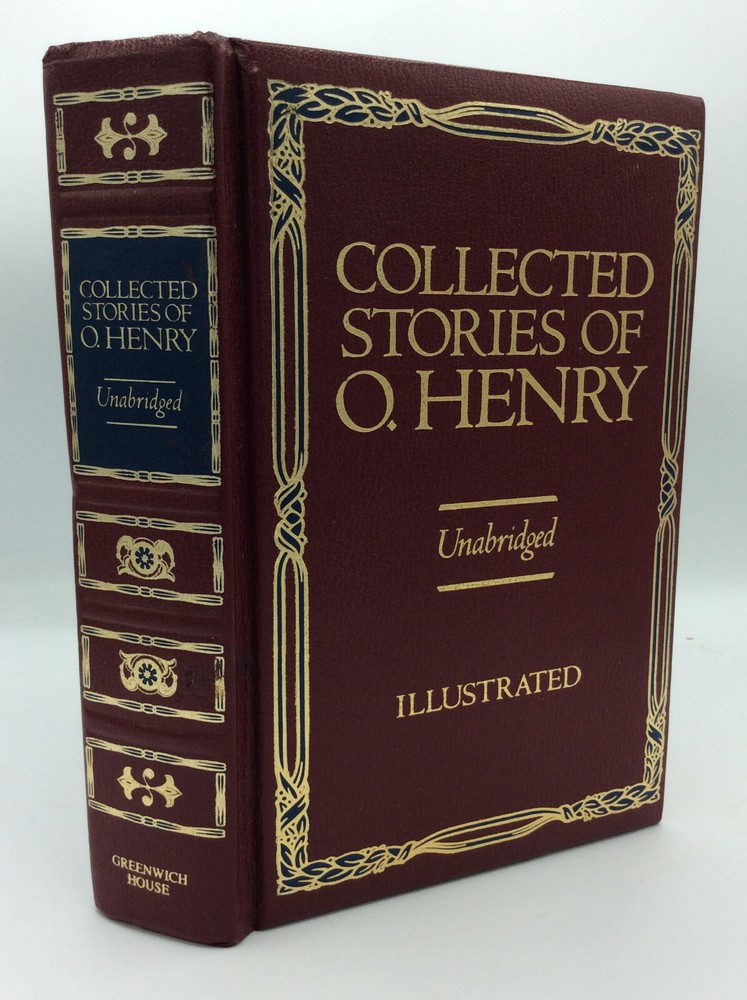 COLLECTED
STORIES OF
O. HENRY
Unabridged
GREENWICH
HOUSE
COLLECTED
STORIES OF
O. HENRY
Unabridged
ILLUSTRATED